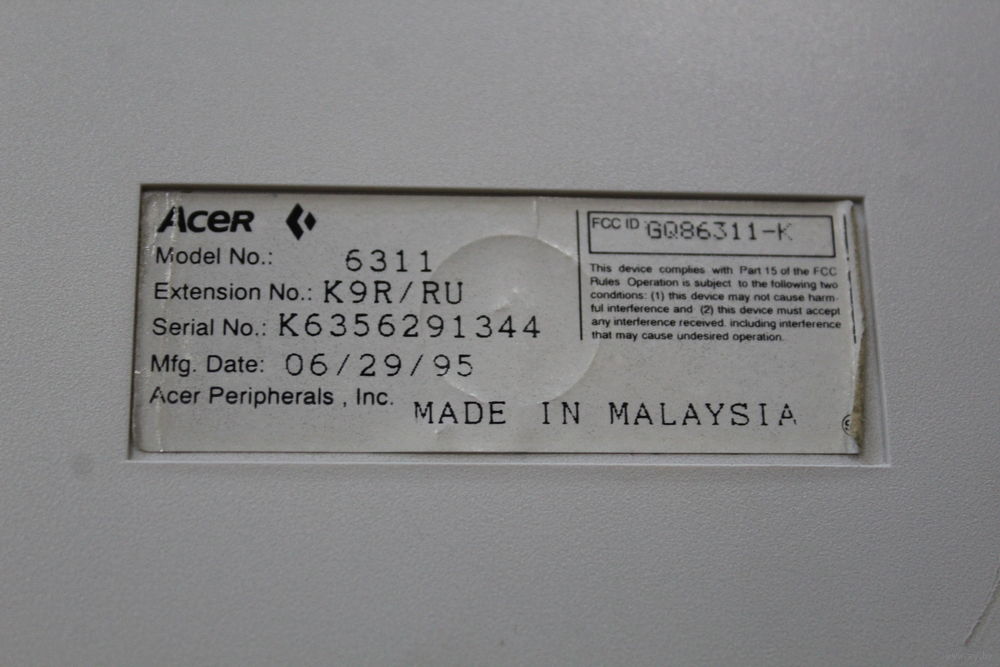 Acer
Model No.: 6311
Extension No.: K9R/RU
Serial No.: K6356291344
Mfg. Date: 06/29/95
Acer Peripherals , Inc.
MADE IN MALAYSIA
FCC ID GQ86311-K
This device complies with Part 15 of the FCC
Rules Operation is subject to the following two
conditions: (1) this device may not cause harm-
ful interference and (2) this device must accept
any interference received. including interference
that may cause undesired operation.